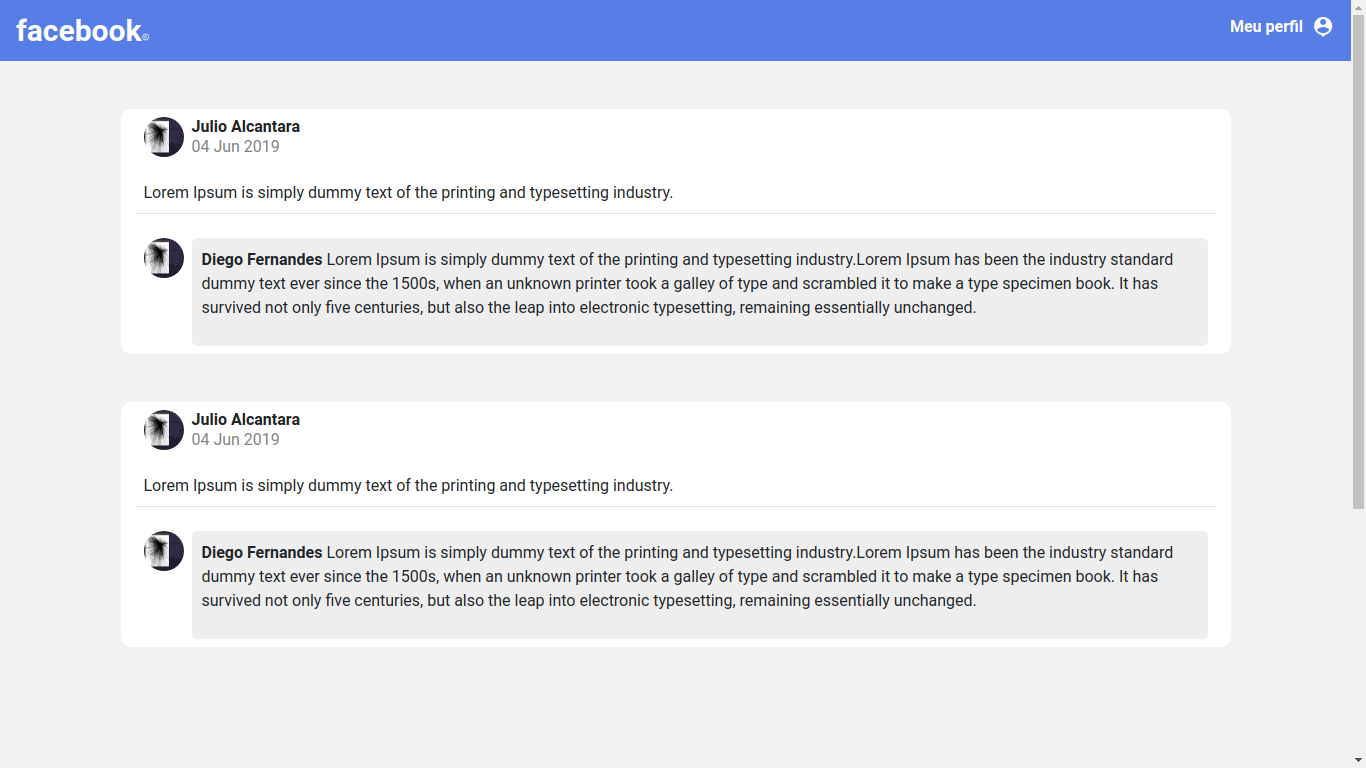 facebook©
Meu perfil
Julio Alcantara
04 Jun 2019
Lorem Ipsum is simply dummy text of the printing and typesetting industry.
Diego Fernandes Lorem Ipsum is simply dummy text of the printing and typesetting industry.Lorem Ipsum has been the industry standard
dummy text ever since the 1500s, when an unknown printer took a galley of type and scrambled it to make a type specimen book. It has
survived not only five centuries, but also the leap into electronic typesetting, remaining essentially unchanged.
Julio Alcantara
04 Jun 2019
Lorem Ipsum is simply dummy text of the printing and typesetting industry.
Diego Fernandes Lorem Ipsum is simply dummy text of the printing and typesetting industry.Lorem Ipsum has been the industry standard
dummy text ever since the 1500s, when an unknown printer took a galley of type and scrambled it to make a type specimen book. It has
survived not only five centuries, but also the leap into electronic typesetting, remaining essentially unchanged.